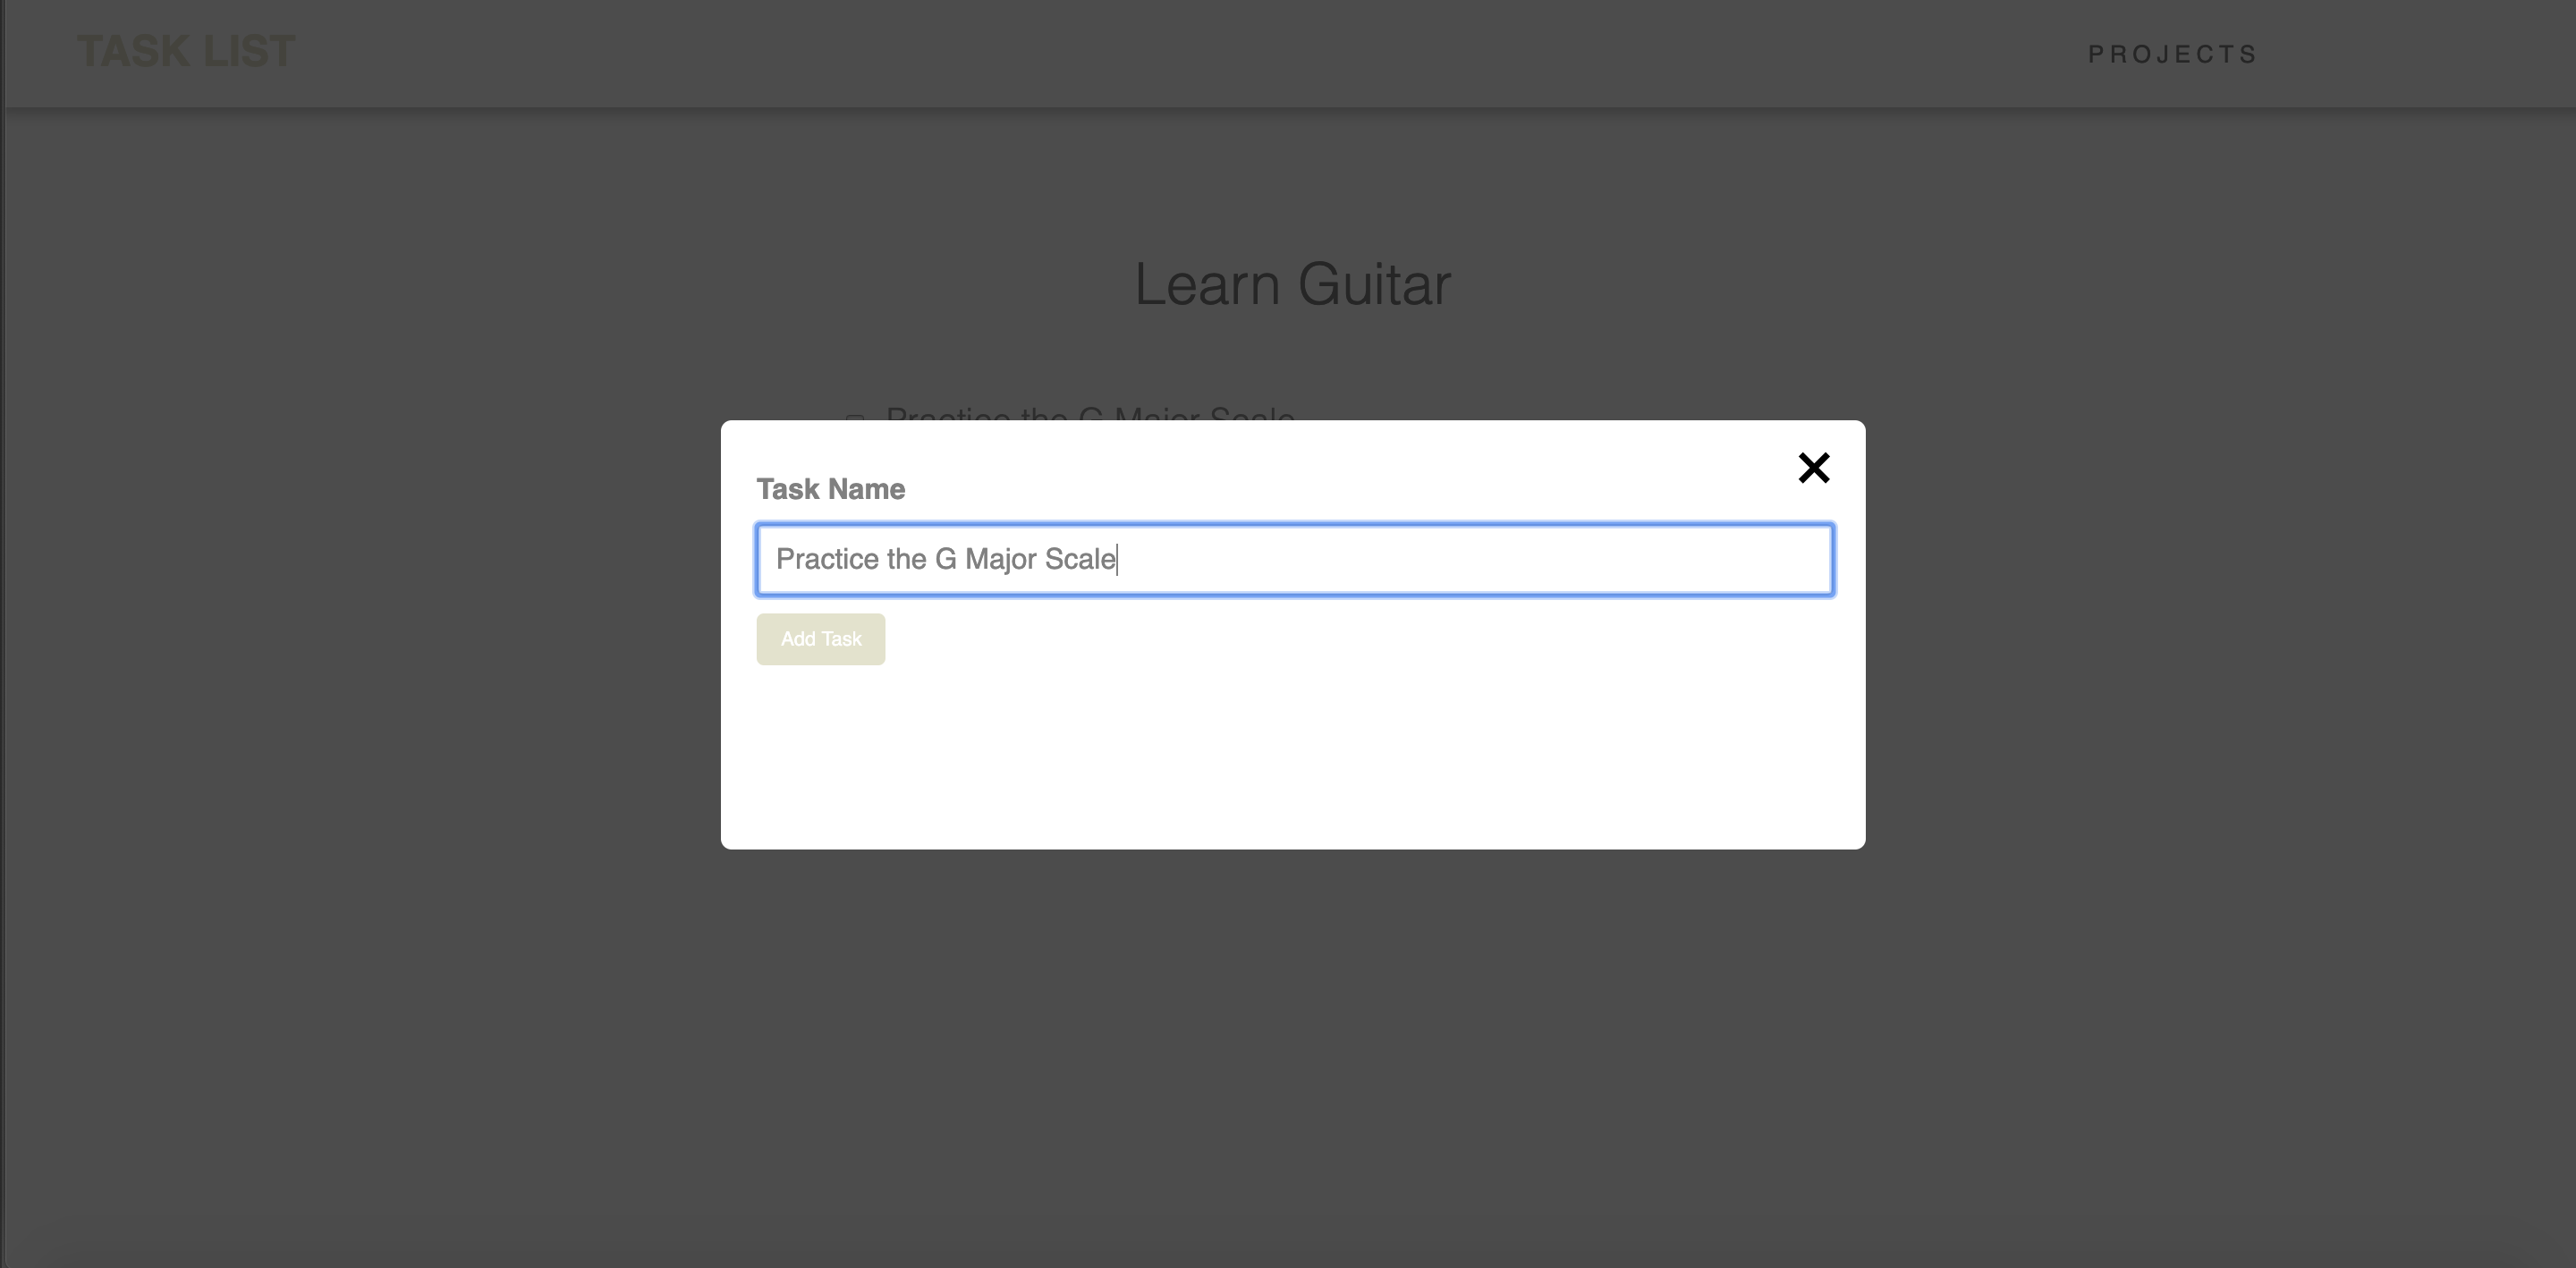 TASK LIST
PROJECTS
Learn Guitar
Practice the G Major Scale
Task Name
Practice the G Major Scale
Add Task